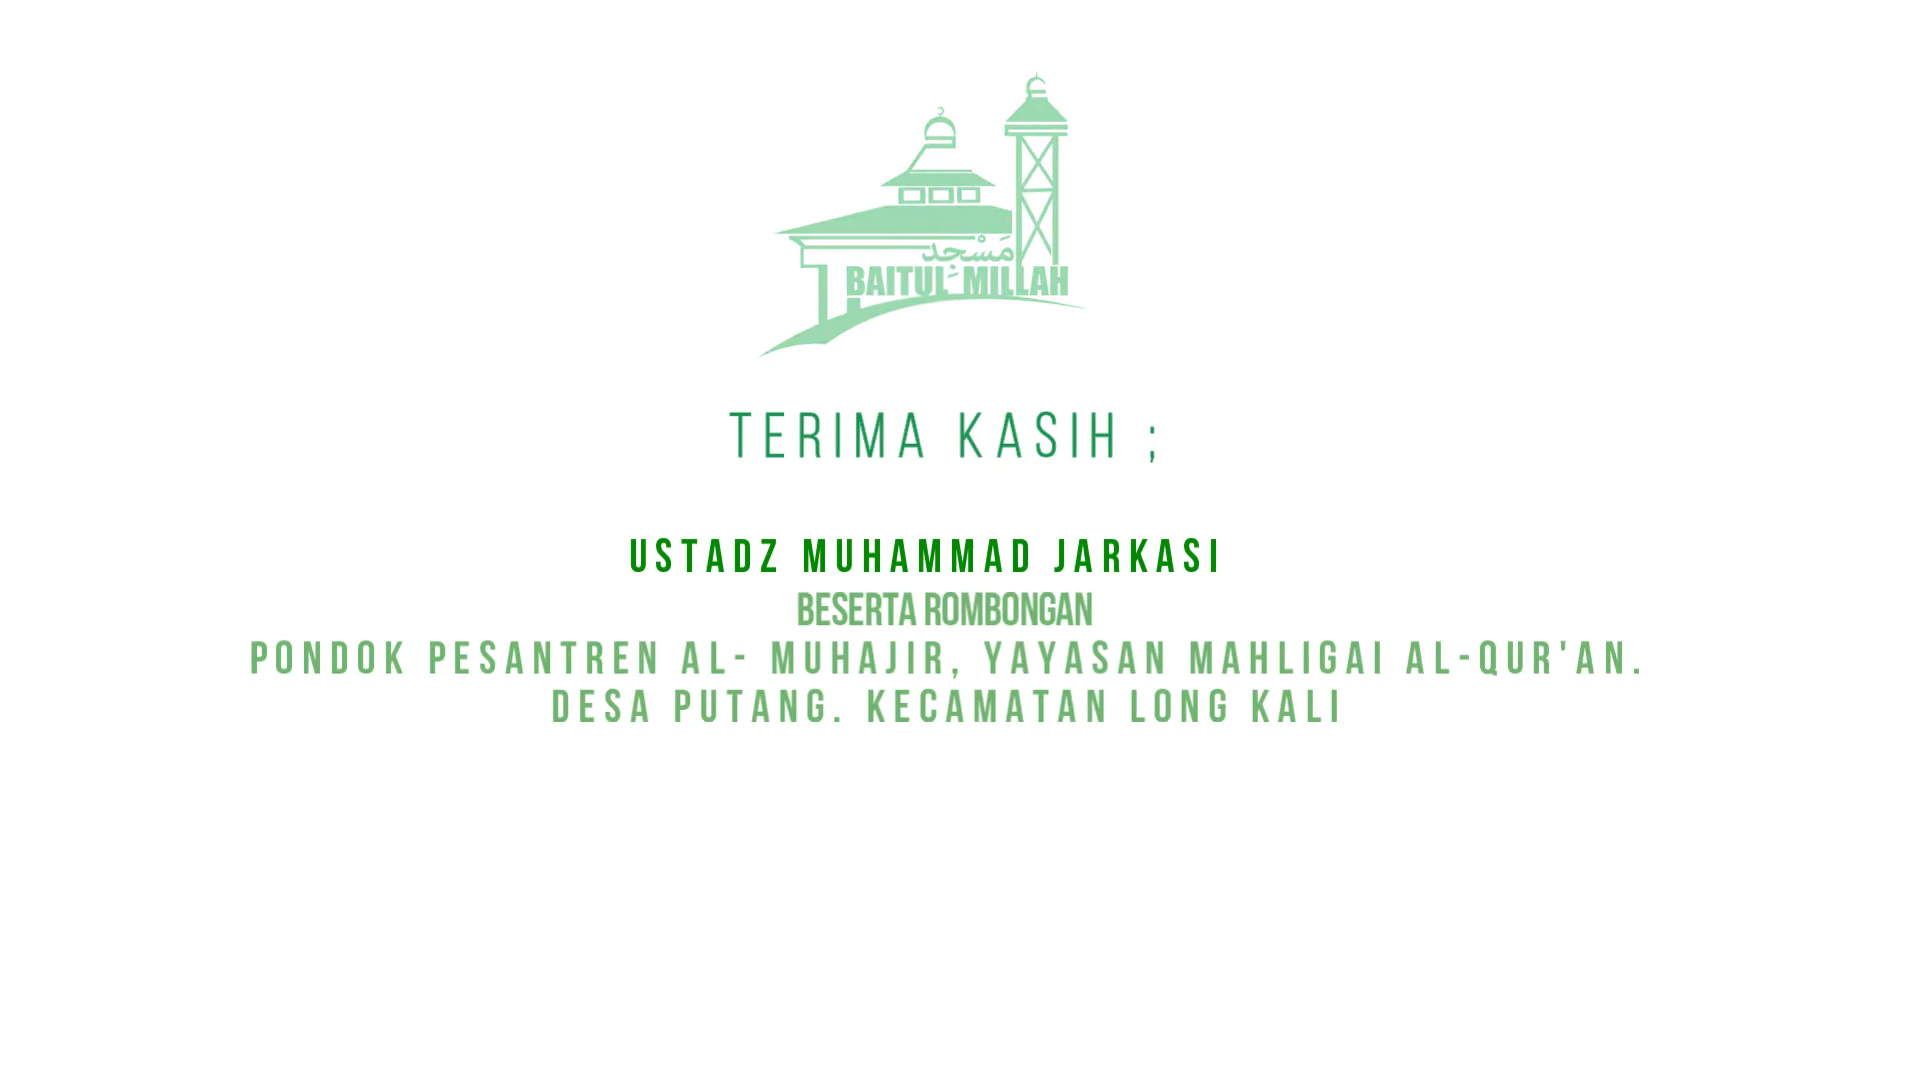 مَسْجِد
BAITUL MILLAH
TERIMA KASIH ;
USTADZ MUHAMMAD JARKASI
BESERTA ROMBONGAN
PONDOK PESANTREN AL- MUHAJIR, YAYASAN MAHLIGAI AL-QUR'AN.
DESA PUTANG. KECAMATAN LONG KALI